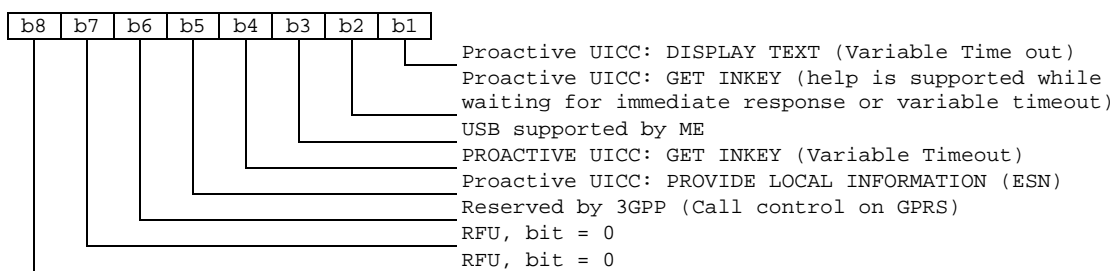 b8 b7 b6 b5 b4 b3 b2 b1
Proactive UICC: DISPLAY TEXT (Variable Time out)
Proactive UICC: GET INKEY (help is supported while
waiting for immediate response or variable timeout)
USB supported by ME
PROACTIVE UICC: GET INKEY (Variable Timeout)
Proactive UICC: PROVIDE LOCAL INFORMATION (ESN)
Reserved by 3GPP (Call control on GPRS)
RFU, bit = 0
RFU, bit = 0